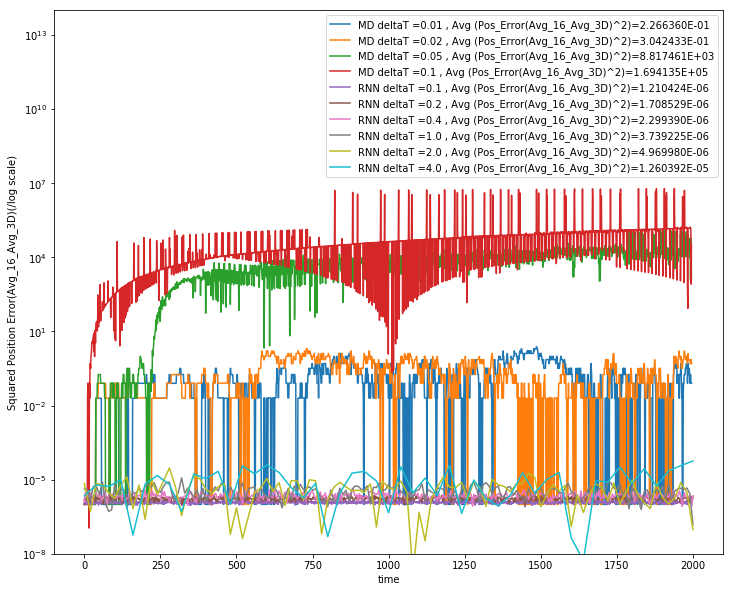 MD deltaT =0.01 , Avg (Pos_Error(Avg_16_Avg_3D)^2)=2.266360E-01
MD deltaT =0.02 , Avg (Pos_Error(Avg_16_Avg_3D)^2)=3.042433E-01
MD deltaT =0.05 , Avg (Pos_Error(Avg_16_Avg_3D)^2)=8.817461E+03
MD deltaT =0.1 , Avg (Pos_Error(Avg_16_Avg_3D)^2)=1.694135E+05
RNN deltaT =0.1 , Avg (Pos_Error(Avg_16_Avg_3D)^2)=1.210424E-06
RNN deltaT =0.2 , Avg (Pos_Error(Avg_16_Avg_3D)^2)=1.708529E-06
RNN deltaT =0.4 , Avg (Pos_Error(Avg_16_Avg_3D)^2)=2.299390E-06
RNN deltaT =1.0 , Avg (Pos_Error(Avg_16_Avg_3D)^2)=3.739225E-06
RNN deltaT =2.0 , Avg (Pos_Error(Avg_16_Avg_3D)^2)=4.969980E-06
RNN deltaT =4.0 , Avg (Pos_Error(Avg_16_Avg_3D)^2)=1.260392E-05
Squared Position Error(Avg_16_Avg_3D)(/log scale)
10^13
10^10
10^7
10^4
10^1
10^−2
10^−5
10^−8
0 250 500 750 1000 1250 1500 1750 2000
time